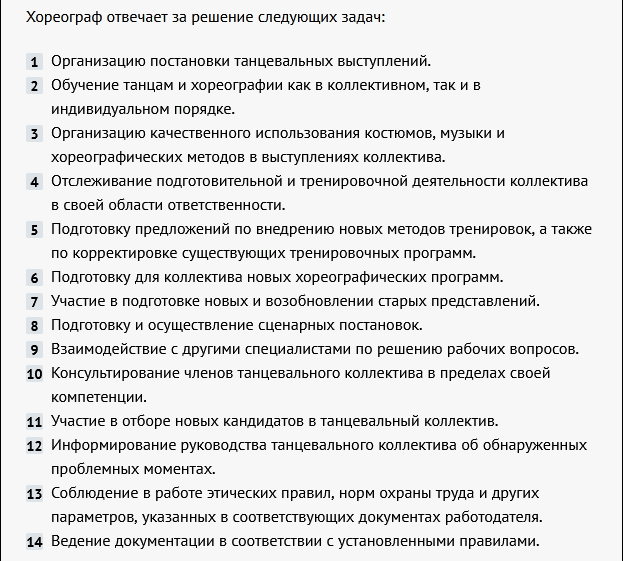 Хореограф отвечает за решение следующих задач:
1 Организацию постановки танцевальных выступлений.
2 Обучение танцам и хореографии как в коллективном, так и в
индивидуальном порядке.
3 Организацию качественного использования костюмов, музыки и
хореографических методов в выступлениях коллектива.
4 Отслеживание подготовительной и тренировочной деятельности коллектива
в своей области ответственности.
5 Подготовку предложений по внедрению новых методов тренировок, а также
по корректировке существующих тренировочных программ.
6 Подготовку для коллектива новых хореографических программ.
7 Участие в подготовке новых и возобновлении старых представлений.
8 Подготовку и осуществление сценарных постановок.
9 Взаимодействие с другими специалистами по решению рабочих вопросов.
10 Консультирование членов танцевального коллектива в пределах своей
компетенции.
11 Участие в отборе новых кандидатов в танцевальный коллектив.
12 Информирование руководства танцевального коллектива об обнаруженных
проблемных моментах.
13 Соблюдение в работе этических правил, норм охраны труда и других
параметров, указанных в соответствующих документах работодателя.
14 Ведение документации в соответствии с установленными правилами.